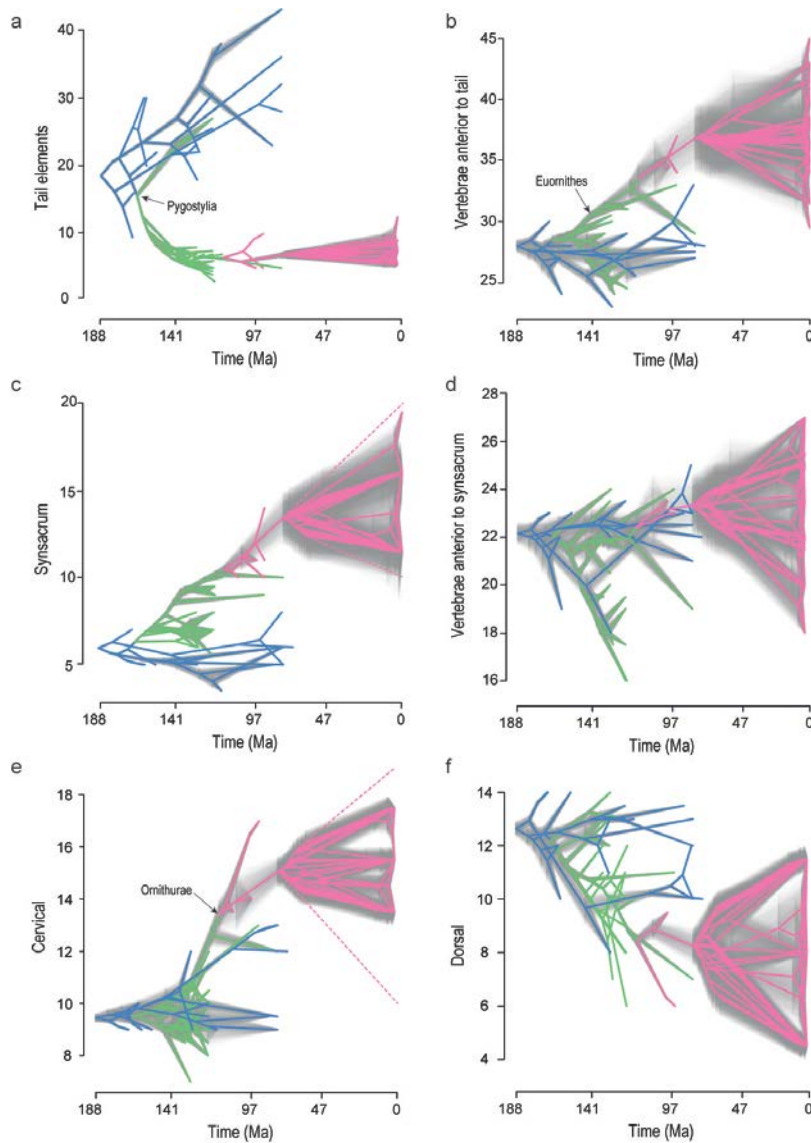 a
Tail elements
40
30
20
10
0
Pygostylia
188 141 97 47 0
Time (Ma)
b
Vertebrae anterior to tail
45
40
35
30
25
Euornithes
188 141 97 47 0
Time (Ma)
c
Synsacrum
20
15
10
5
188 141 97 47 0
Time (Ma)
d
Vertebrae anterior to synsacrum
28
26
24
22
20
18
16
188 141 97 47 0
Time (Ma)
e
Cervical
18
16
14
12
10
8
Ornithurae
188 141 97 47 0
Time (Ma)
f
Dorsal
14
12
10
8
6
4
188 141 97 47 0
Time (Ma)